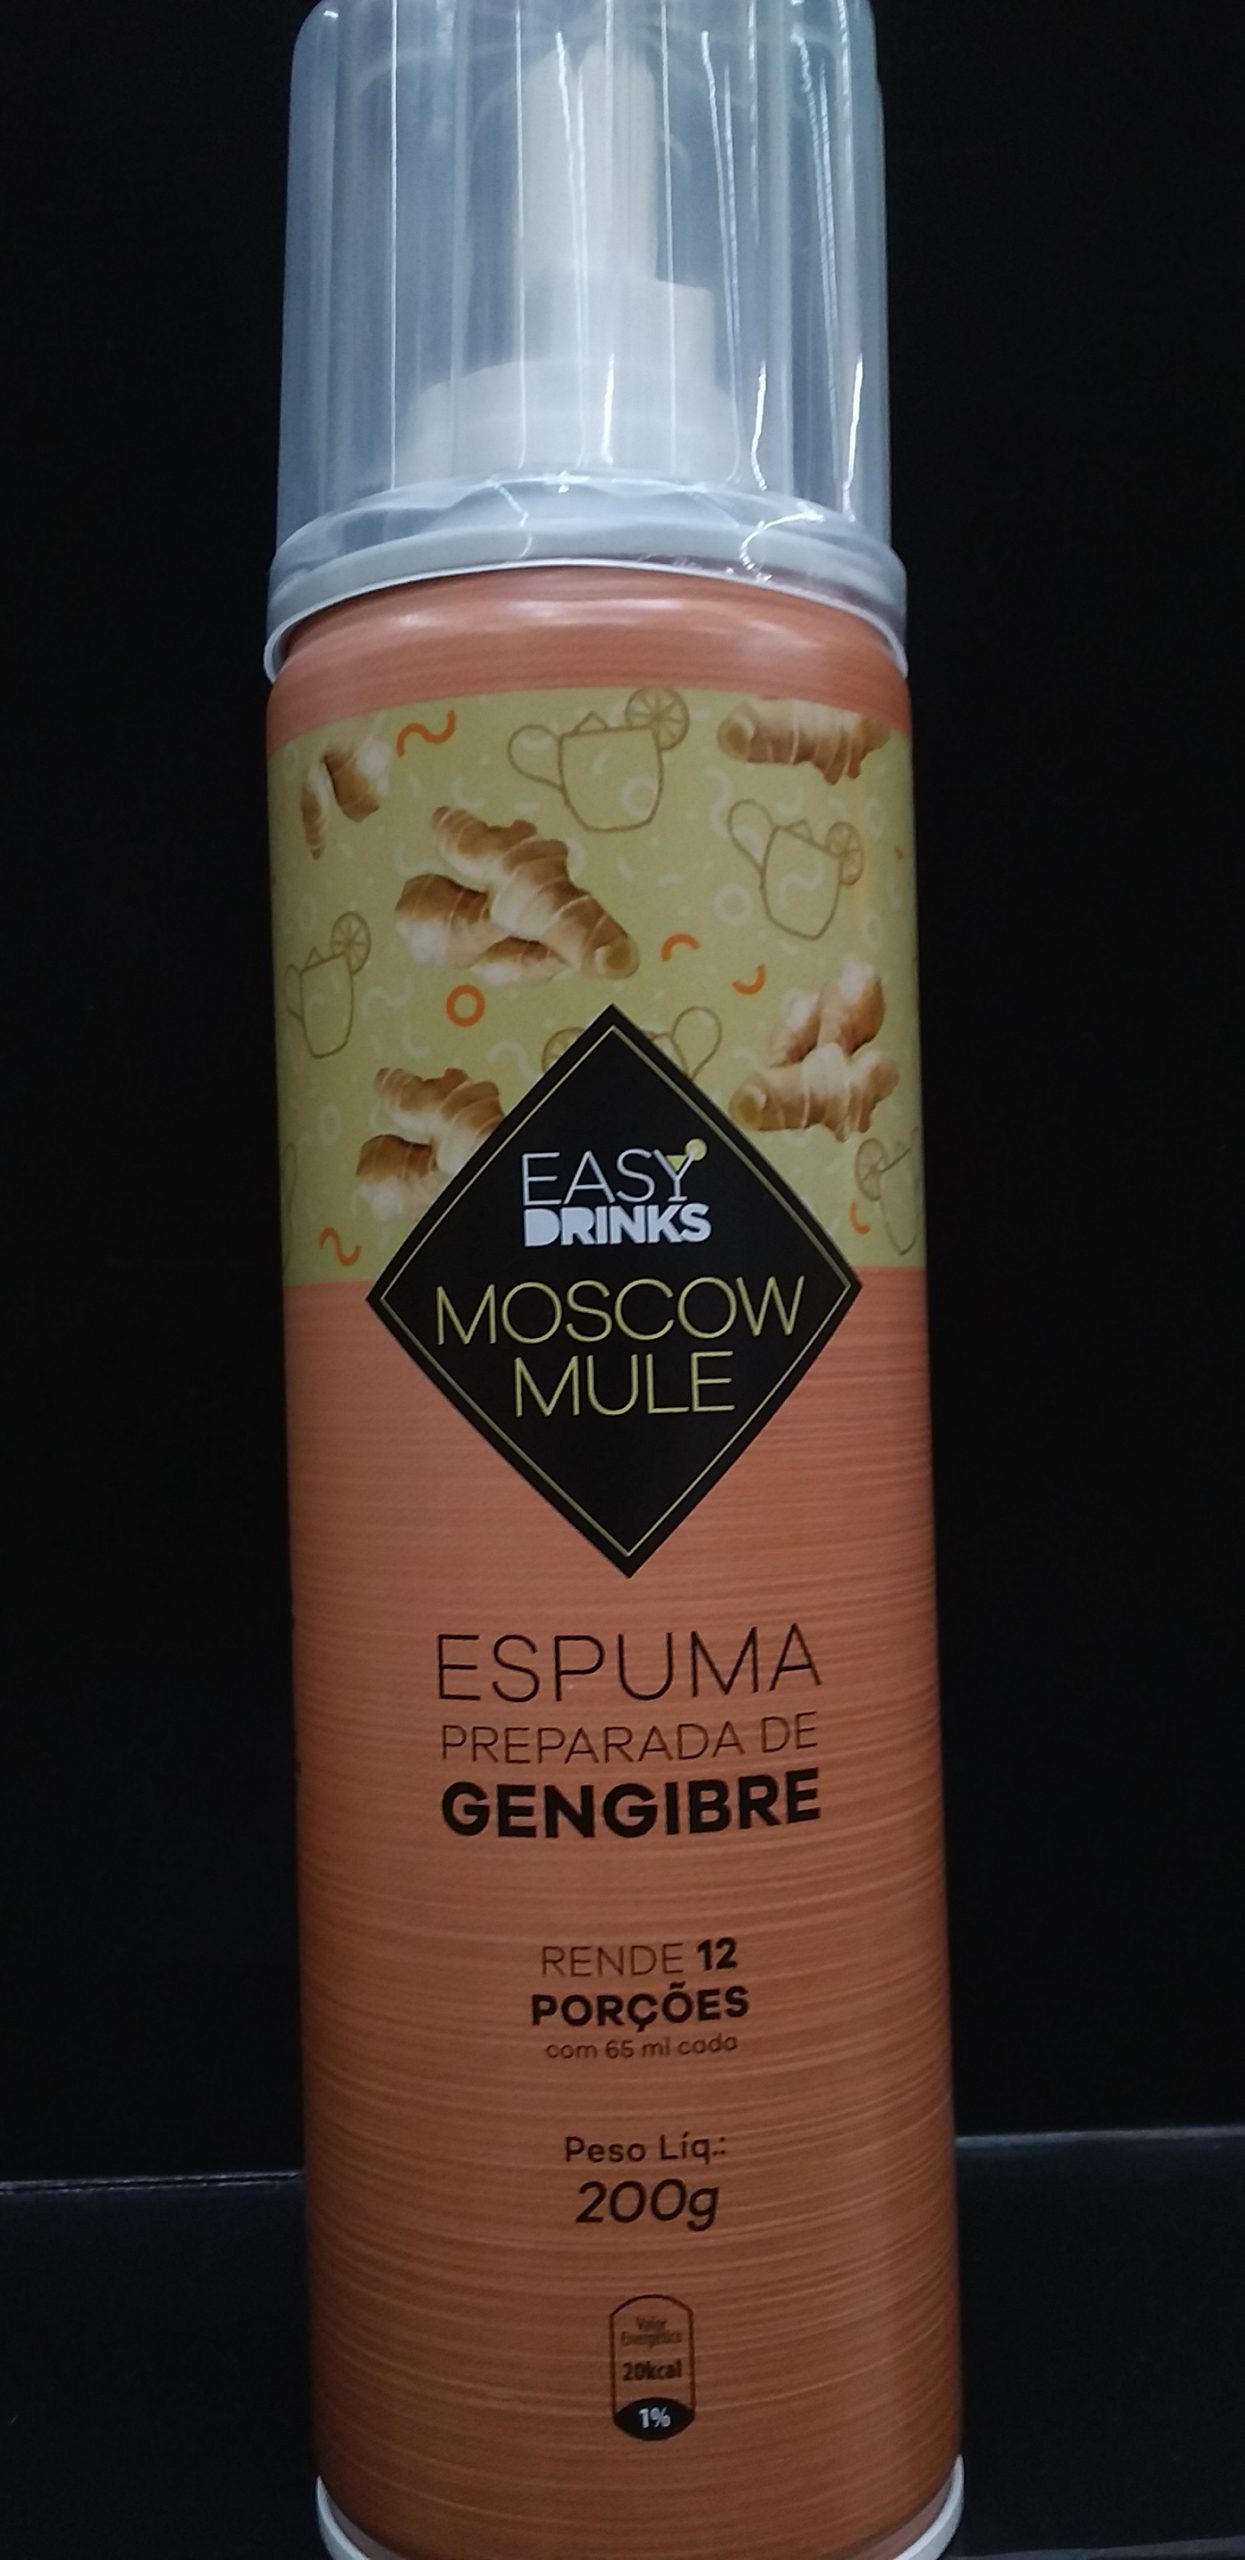 EASY
DRINKS
MOSCOW
MULE
ESPUMA
PREPARADA DE
GENGIBRE
RENDE 12
PORÇÕES
com 65 ml cada
Peso Líq.:
200g
Valor
Energético
20kcal
1%